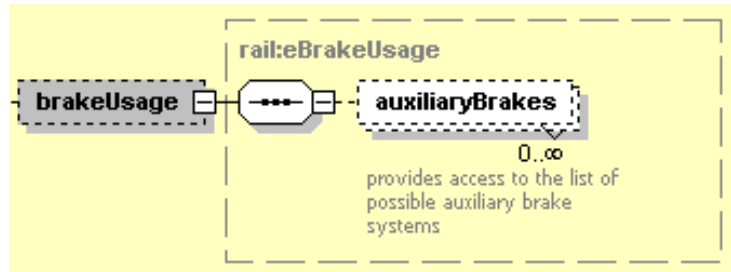 rail:eBrakeUsage
brakeUsage
auxiliaryBrakes
0..∞
provides access to the list of
possible auxiliary brake
systems